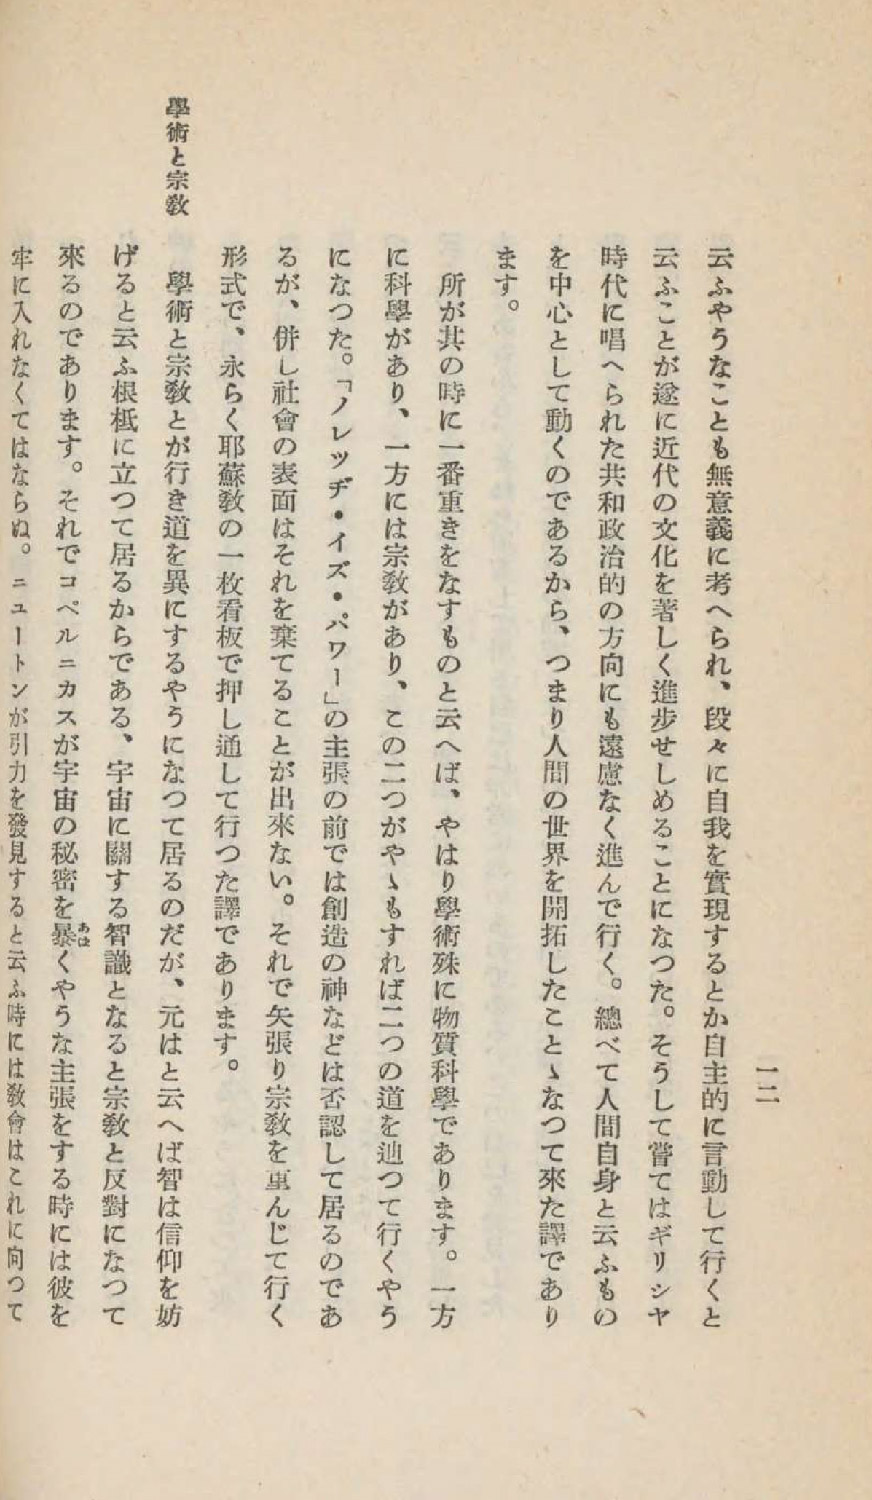 一二
云ふやうなことも無意義に考へられ、段々に自我を實現するとか自主的に言動して行くと
云ふことが遂に近代の文化を著しく進步せしめることになつた。そうして嘗てはギリシヤ
時代に唱へられた共和政治的の方向にも遠慮なく進んで行く。總べて人間自身と云ふもの
を中心として動くのであるから、つまり人間の世界を開拓したことゝなつて來た譯であり
ます。
所が其の時に一番重きをなすものと云へば、やはり學術殊に物質科學であります。一方
に科學があり、一方には宗敎があり、この二つがやゝもすれば二つの道を辿つて行くやう
になつた。「ノレッヂ・イズ・パワー」の主張の前では創造の神などは否認して居るのであ
るが、併し社會の表面はそれを棄てることが出來ない。それで矢張り宗敎を重んじて行く
形式で、永らく耶蘇敎の一枚看板で押し通して行つた譯であります。
學術と宗敎
學術と宗敎とが行き道を異にするやうになつて居るのだが、元はと云へば智は信仰を妨
げると云ふ根柢に立つて居るからである、宇宙に關する智識となると宗敎と反對になつて
來るのであります。それでコペルニカスが宇宙の秘密を暴くやうな主張をする時には彼を
あば
牢に入れなくてはならぬ。ニュートンが引力を發見すると云ふ時には敎會はこれに向つて